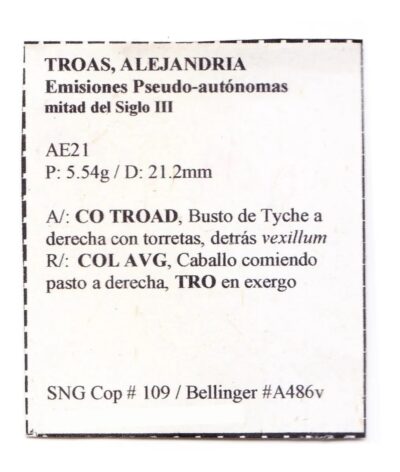 TROAS, ALEJANDRIA
Emisiones Pseudo-autónomas
mitad del Siglo III
AE21
P: 5.54g / D: 21.2mm
A/: CO TROAD, Busto de Tyche a
derecha con torretas, detrás vexillum
R/: COL AVG, Caballo comiendo
pasto a derecha, TRO en exergo
SNG Cop # 109 / Bellinger #A486v